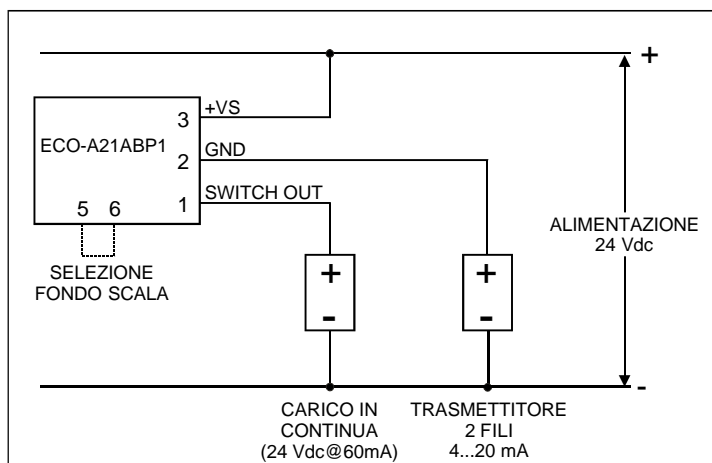 +
3 +VS
ECO-A21ABP1
2 GND
1 SWITCH OUT
5 6
SELEZIONE
FONDO SCALA
ALIMENTAZIONE
24 Vdc
+ +
- -
-
CARICO IN
CONTINUA
(24 Vdc@60mA)
TRASMETTITORE
2 FILI
4...20 mA